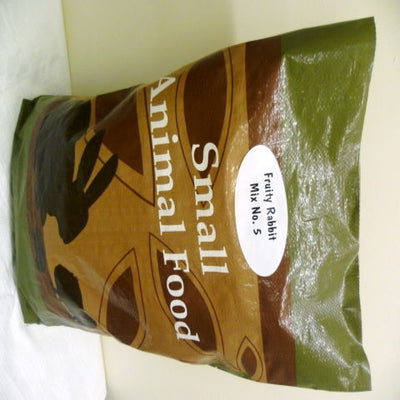 Fruity Rabbit
Mix No. 5
Small
Animal Food